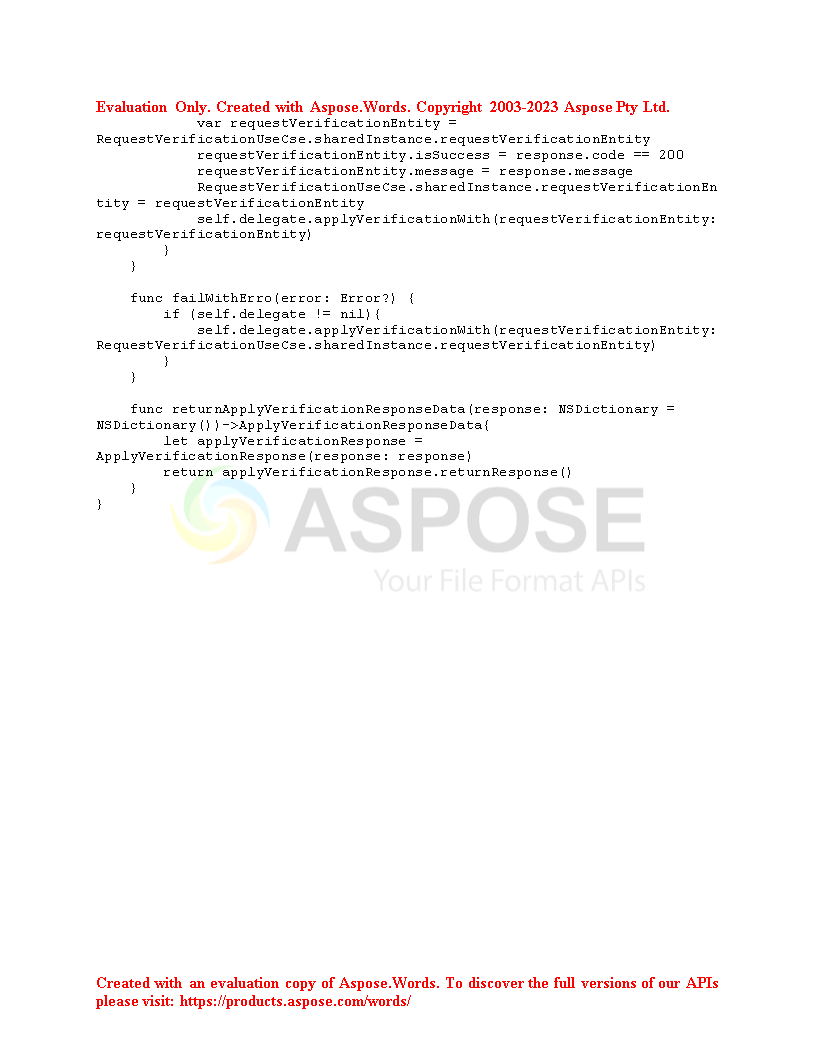 Evaluation Only. Created with Aspose.Words. Copyright 2003-2023 Aspose Pty Ltd.
            var requestVerificationEntity =
RequestVerificationUseCse.sharedInstance.requestVerificationEntity
            requestVerificationEntity.isSuccess = response.code == 200
            requestVerificationEntity.message = response.message
            RequestVerificationUseCse.sharedInstance.requestVerificationEn
tity = requestVerificationEntity
            self.delegate.applyVerificationWith(requestVerificationEntity:
requestVerificationEntity)
        }
    }
    func failWithErro(error: Error?) {
        if (self.delegate != nil){
            self.delegate.applyVerificationWith(requestVerificationEntity:
RequestVerificationUseCse.sharedInstance.requestVerificationEntity)
        }
    }
    func returnApplyVerificationResponseData(response: NSDictionary =
NSDictionary())->ApplyVerificationResponseData{
        let applyVerificationResponse =
ApplyVerificationResponse(response: response)
        return applyVerificationResponse.returnResponse()
    }
}
ASPOSE
Your File Format APIs
Created with an evaluation copy of Aspose.Words. To discover the full versions of our APIs
please visit: https://products.aspose.com/words/